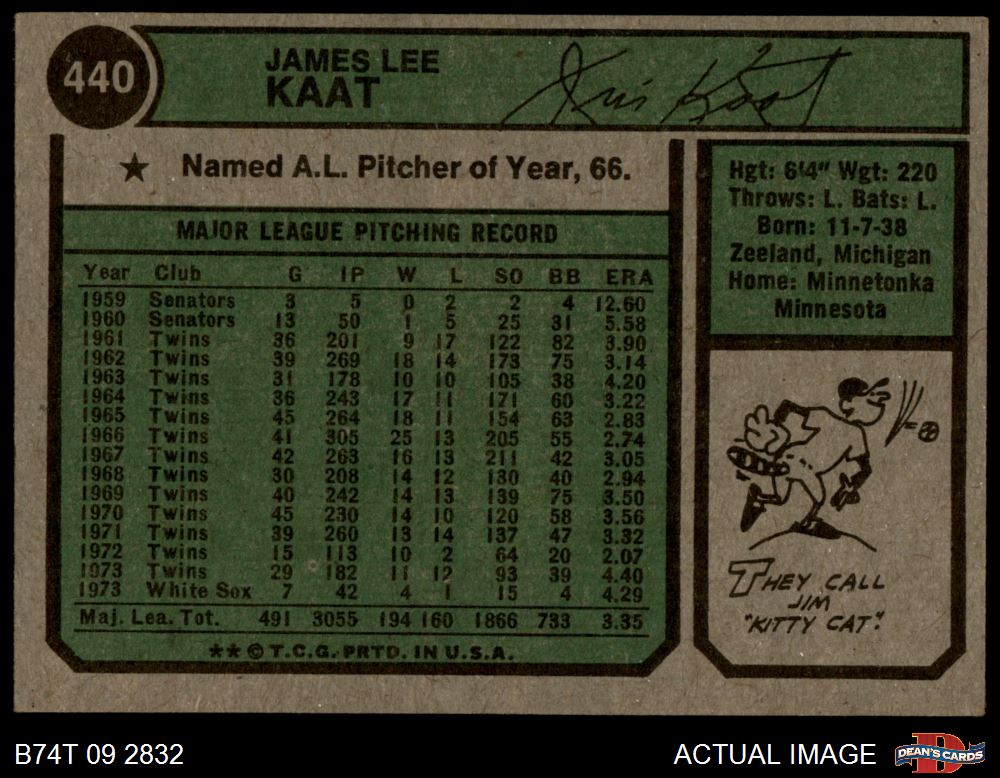 440
JAMES LEE
KAAT
Jim Kaat
★ Named A.L. Pitcher of Year, 66.
MAJOR LEAGUE PITCHING RECORD
Year Club G IP W L SO BB ERA
1959 Senators 3 5 0 2 2 4 12.60
1960 Senators 13 50 1 5 25 31 5.58
1961 Twins 36 201 9 17 122 82 3.90
1962 Twins 39 269 18 14 173 75 3.14
1963 Twins 31 178 10 10 105 38 4.20
1964 Twins 36 243 17 11 171 60 3.22
1965 Twins 45 264 18 11 154 63 2.83
1966 Twins 41 305 25 13 205 55 2.74
1967 Twins 42 263 16 13 211 42 3.05
1968 Twins 30 208 14 12 130 40 2.94
1969 Twins 40 242 14 13 139 75 3.50
1970 Twins 45 230 14 10 120 58 3.56
1971 Twins 39 260 13 14 137 47 3.32
1972 Twins 15 113 10 2 64 20 2.07
1973 Twins 29 182 11 12 93 39 4.40
1973 White Sox 7 42 4 1 15 4 4.29
Maj. Lea. Tot. 491 3055 194 160 1866 733 3.35
★★ © T.C.G. PRTD. IN U.S.A.
Hgt: 6'4" Wgt: 220
Throws: L. Bats: L.
Born: 11-7-38
Zeeland, Michigan
Home: Minnetonka
Minnesota
THEY CALL
JIM
"KITTY CAT."
B74T 09 2832
ACTUAL IMAGE
DEAN'S CARDS